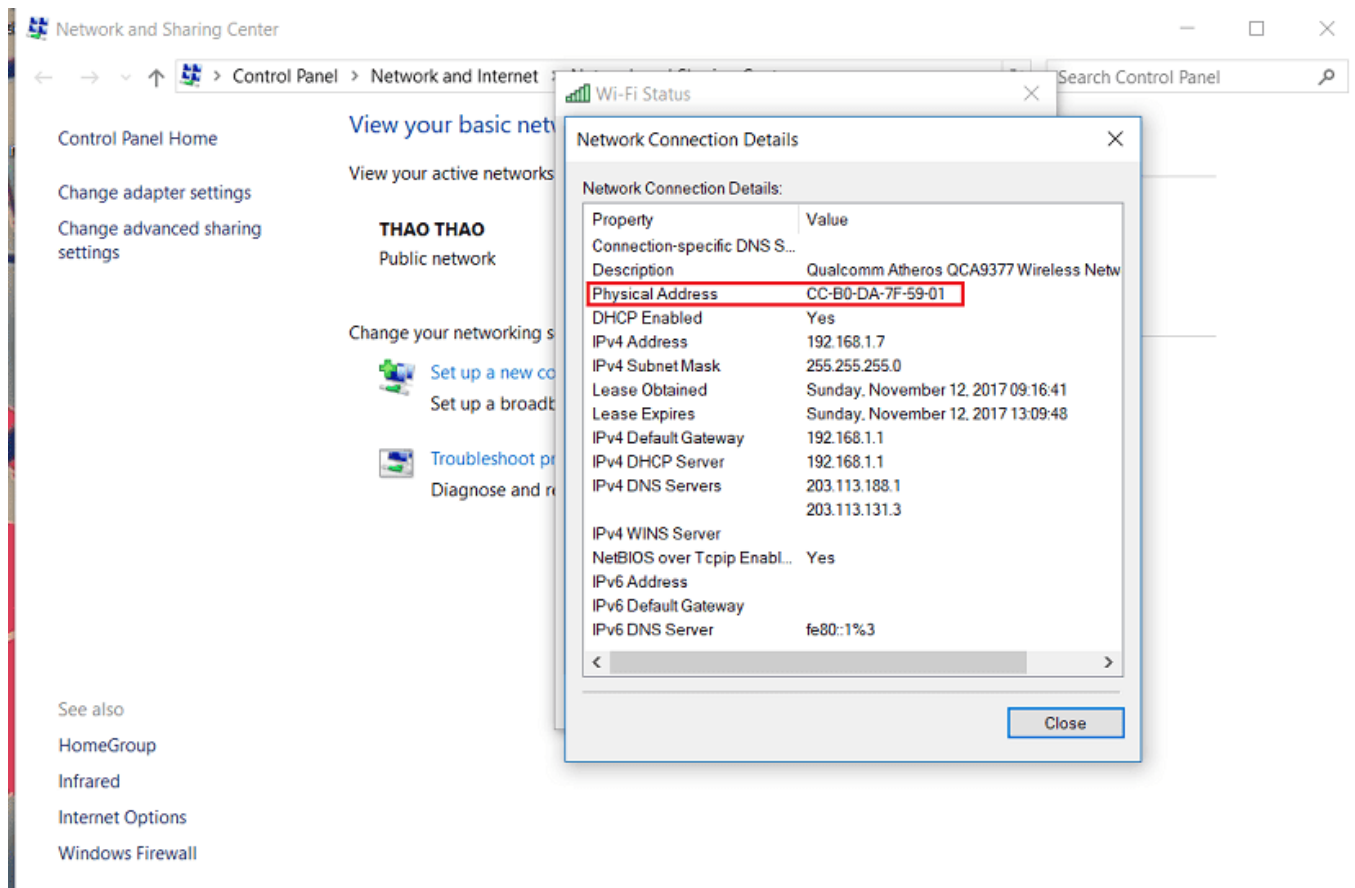 Network and Sharing Center
Control Panel > Network and Internet >
Search Control Panel
Control Panel Home
Change adapter settings
Change advanced sharing
settings
View your basic
View your active networks
THAO THAO
Public network
Change your networking
Set up a new
Set up a
Troubleshoot
Diagnose and
See also
HomeGroup
Infrared
Internet Options
Windows Firewall
Wi-Fi Status
Network Connection Details
Network Connection Details:
Property Value
Connection-specific DNS S...
Description Qualcomm Atheros QCA9377 Wireless Netw
Physical Address CC-B0-DA-7F-59-01
DHCP Enabled Yes
IPv4 Address 192.168.1.7
IPv4 Subnet Mask 255.255.255.0
Lease Obtained Sunday, November 12, 2017 09:16:41
Lease Expires Sunday, November 12, 2017 13:09:48
IPv4 Default Gateway 192.168.1.1
IPv4 DHCP Server 192.168.1.1
IPv4 DNS Servers 203.113.188.1
203.113.131.3
IPv4 WINS Server
NetBIOS over Tcpip Enabl... Yes
IPv6 Address
IPv6 Default Gateway
IPv6 DNS Server fe80::1%3
Close